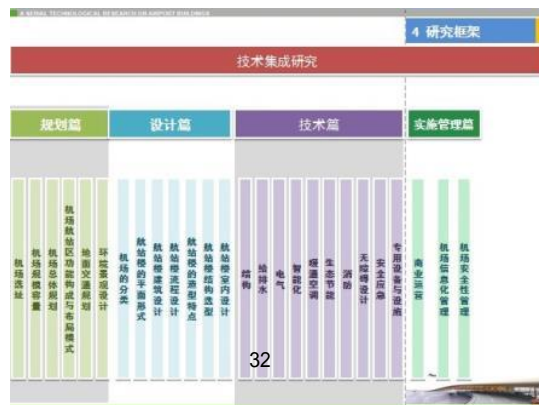 A SERIAL TECHNOLOGICAL RESEARCH ON AIRPORT BUILDINGS
4 研究框架
技术集成研究
规划篇
设计篇
技术篇
实施管理篇
机场选址
机场规模容量
机场总体规划
机场航站区功能构成与布局模式
地面交通规划
环境景观设计
机场的分类
航站楼的平面形式
航站楼建筑设计
航站楼流程设计
航站楼的造型特点
航站楼结构选型
航站楼室内设计
结构
给排水
电气
智能化
暖通空调
生态节能
消防
无障碍设计
安全应急
专用设备与设施
商业运营
机场信息化管理
机场安全性管理
32